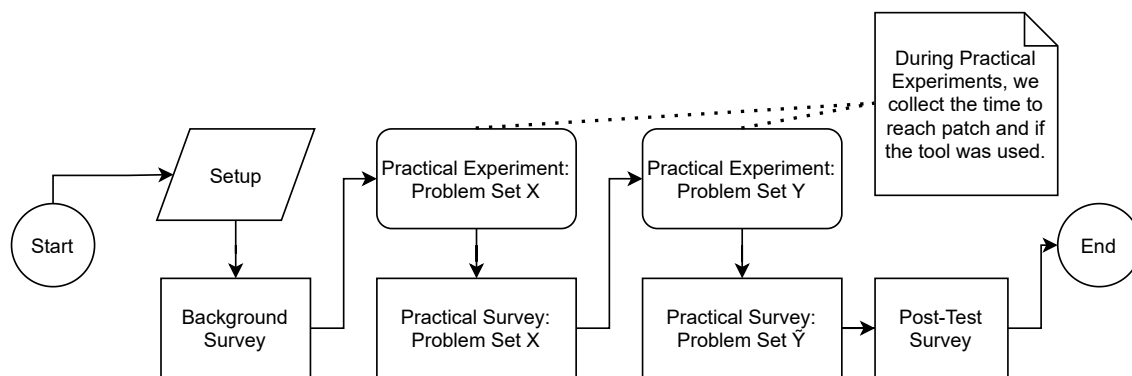 Start
Setup
Background
Survey
Practical Experiment:
Problem Set X
Practical Survey:
Problem Set X
Practical Experiment:
Problem Set Y
Practical Survey:
Problem Set Ỹ
During Practical
Experiments, we
collect the time to
reach patch and if
the tool was used.
Post-Test
Survey
End